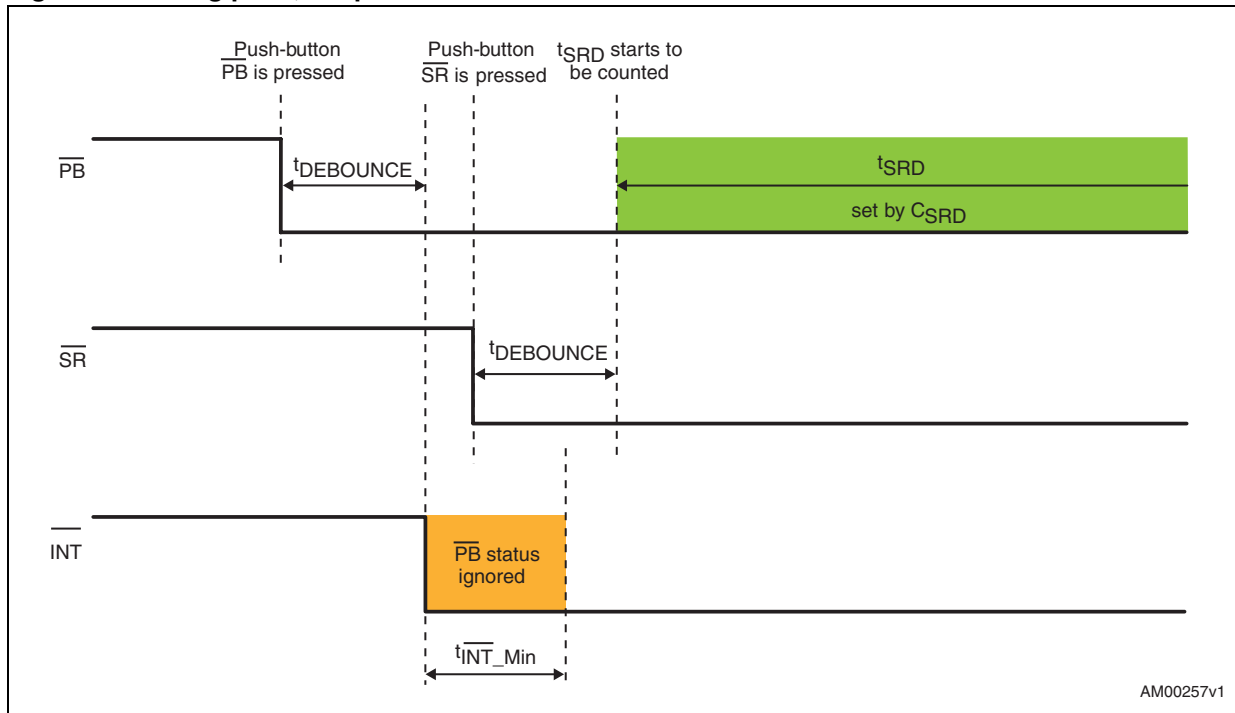 Push-button
PB is pressed
Push-button
SR is pressed
tSRD starts to
be counted
PB
tDEBOUNCE
tSRD
set by CSRD
SR
tDEBOUNCE
INT
PB status
ignored
tINT_Min
AM00257v1